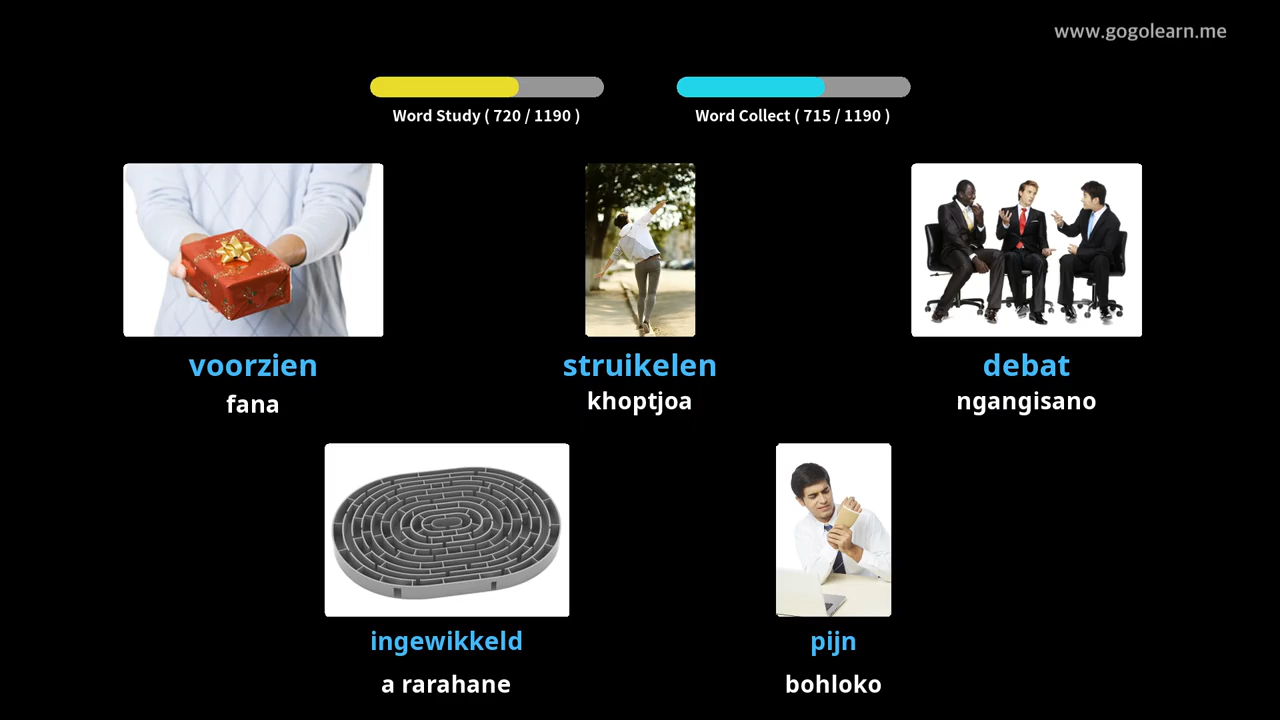 www.gogolearn.me
Word Study ( 720 / 1190 )
Word Collect ( 715 / 1190 )
voorzien
fana
struikelen
khoptjoa
debat
ngangisano
ingewikkeld
a rarahane
pijn
bohloko